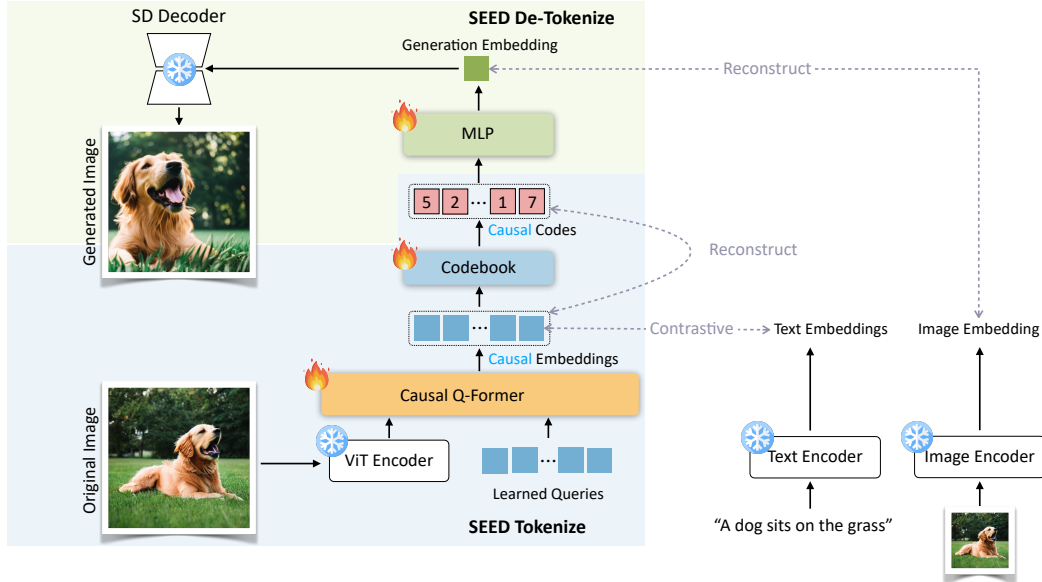 SD Decoder
SEED De-Tokenize
Generation Embedding
Reconstruct
MLP
Generated Image
5 2 ... 1 7
Causal Codes
Reconstruct
Codebook
Contrastive
Text Embeddings
Image Embedding
Causal Embeddings
Causal Q-Former
Original Image
ViT Encoder
Text Encoder
Image Encoder
Learned Queries
SEED Tokenize
“A dog sits on the grass”